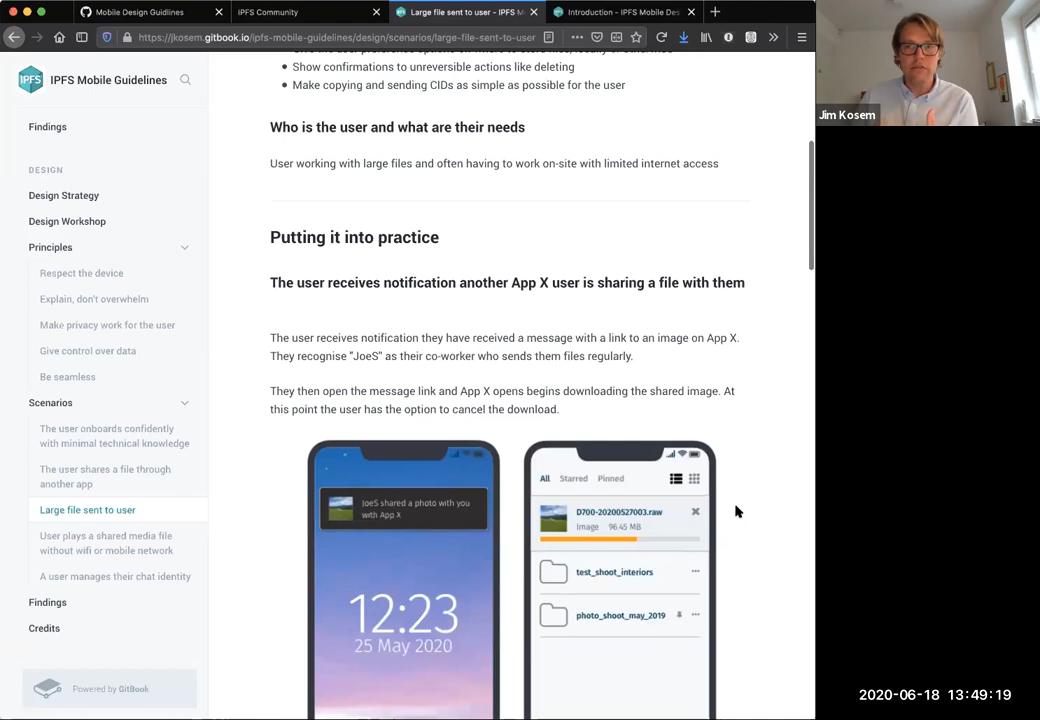 Mobile Design Guidlines
IPFS Community
Large file sent to user - IPFS M
Introduction - IPFS Mobile Des
https://jkosem.gitbook.io/ipfs-mobile-guidelines/design/scenarios/large-file-sent-to-user
IPFS
IPFS Mobile Guidelines
Findings
DESIGN
Design Strategy
Design Workshop
Principles
Respect the device
Explain, don't overwhelm
Make privacy work for the user
Give control over data
Be seamless
Scenarios
The user onboards confidently
with minimal technical knowledge
The user shares a file through
another app
Large file sent to user
User plays a shared media file
without wifi or mobile network
A user manages their chat identity
Findings
Credits
Powered by GitBook
Show confirmations to unreversible actions like deleting
Make copying and sending CIDs as simple as possible for the user
Who is the user and what are their needs
User working with large files and often having to work on-site with limited internet access
Putting it into practice
The user receives notification another App X user is sharing a file with them
The user receives notification they have received a message with a link to an image on App X.
They recognise "JoeS" as their co-worker who sends them files regularly.
They then open the message link and App X opens begins downloading the shared image. At
this point the user has the option to cancel the download.
JoeS shared a photo with you
with App X
12:23
25 May 2020
All Starred Pinned
D700-20200527003.raw
Image 96.45 MB
test_shoot_interiors
photo_shoot_may_2019
Jim Kosem
2020-06-18 13:49:19